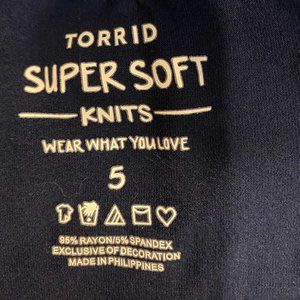 TORRID
SUPER SOFT
KNITS
WEAR WHAT YOU LOVE
5
95% RAYON/5% SPANDEX
EXCLUSIVE OF DECORATION
MADE IN PHILIPPINES